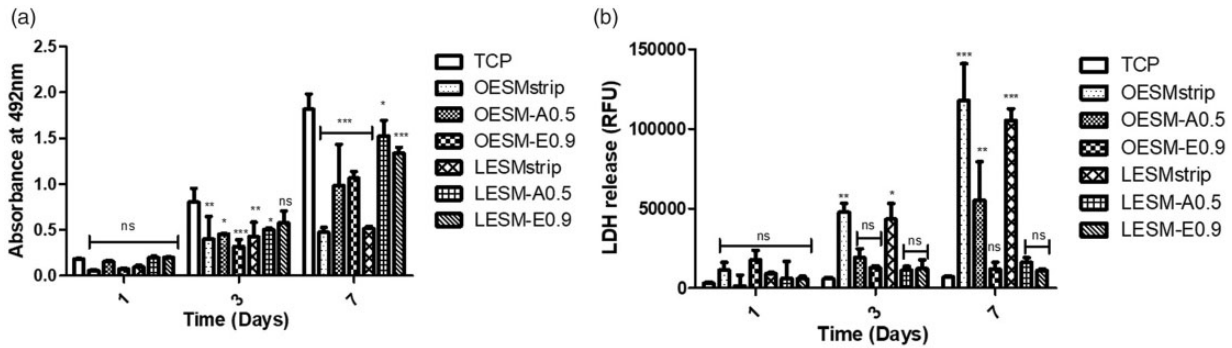 (a)
Absorbance at 492nm
2.5
2.0
1.5
1.0
0.5
0.0
ns
** * *** ** * ns
*** * ***
1 3 7
Time (Days)
TCP
OESMstrip
OESM-A0.5
OESM-E0.9
LESMstrip
LESM-A0.5
LESM-E0.9
(b)
LDH release (RFU)
150000
100000
50000
0
ns
** ns * ns
*** ** ns *** ns
1 3 7
Time (Days)
TCP
OESMstrip
OESM-A0.5
OESM-E0.9
LESMstrip
LESM-A0.5
LESM-E0.9